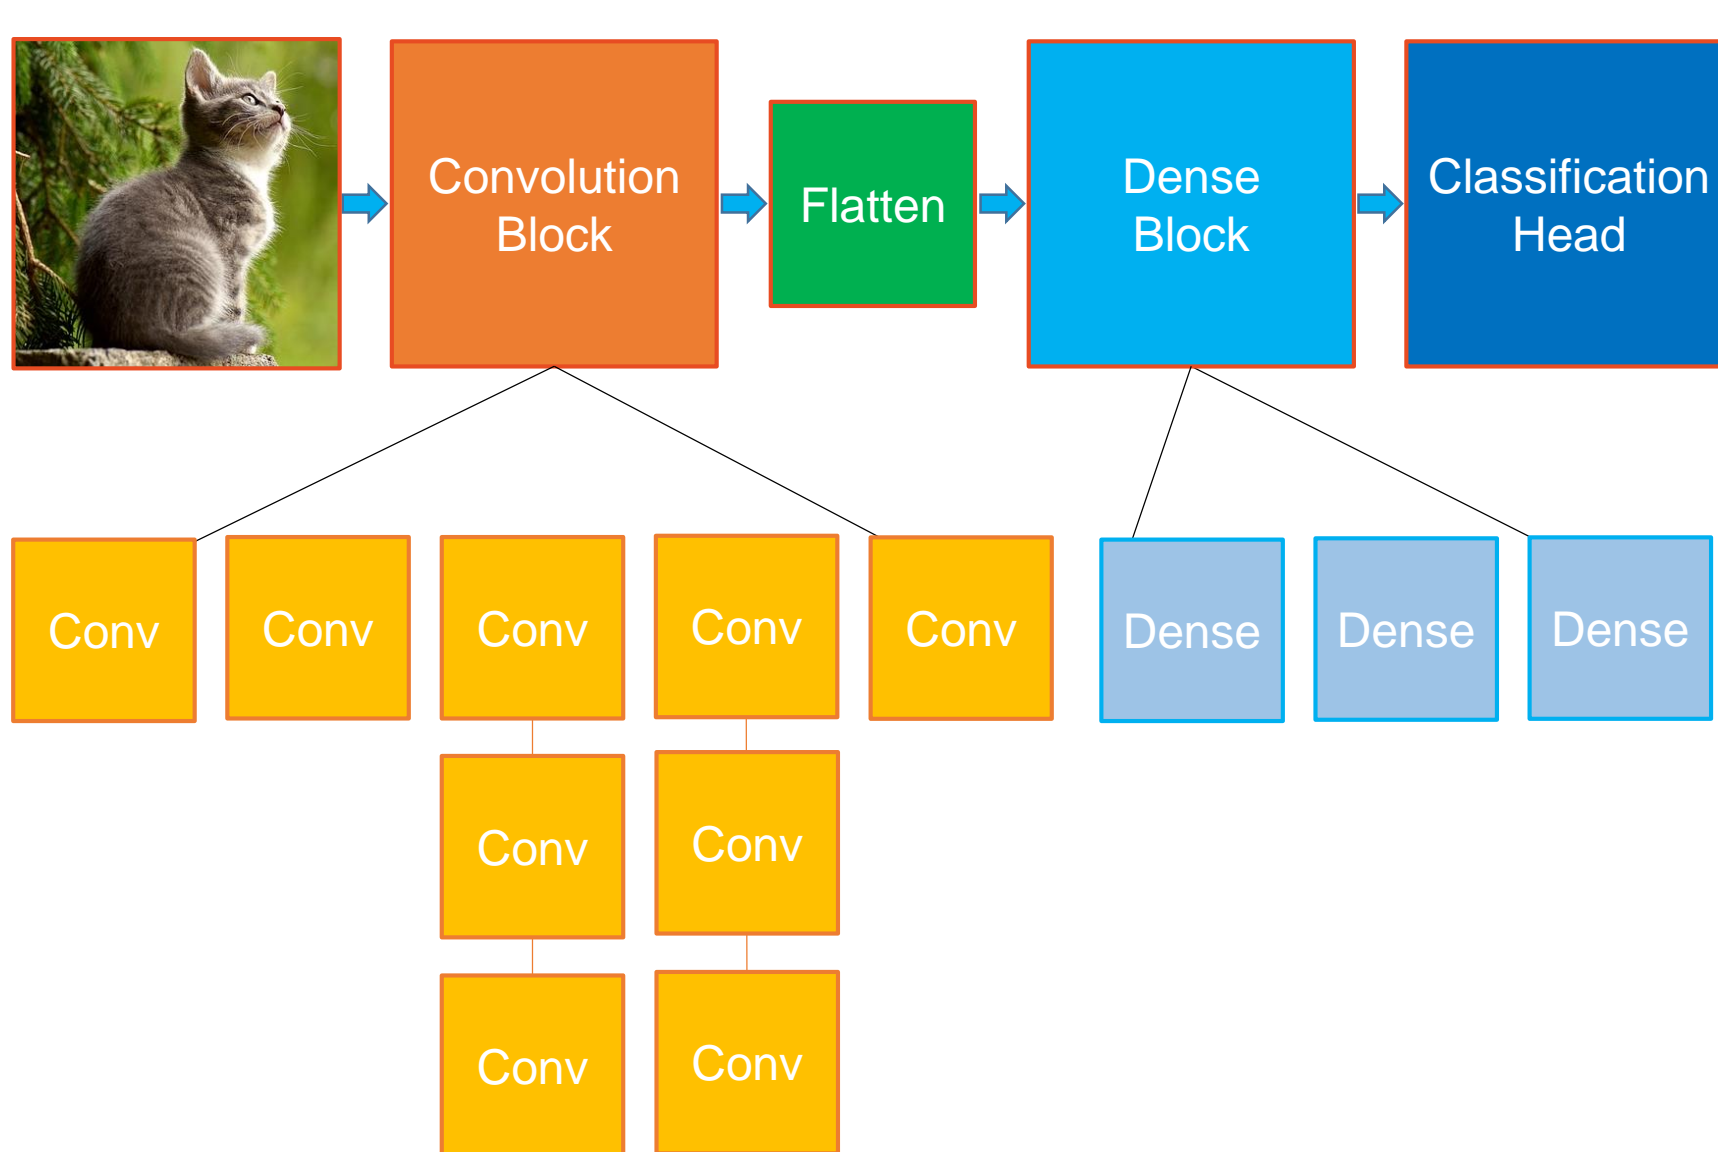 Convolution
Block
Flatten
Dense
Block
Classification
Head
Conv
Conv
Conv
Conv
Conv
Dense
Dense
Dense
Conv
Conv
Conv
Conv